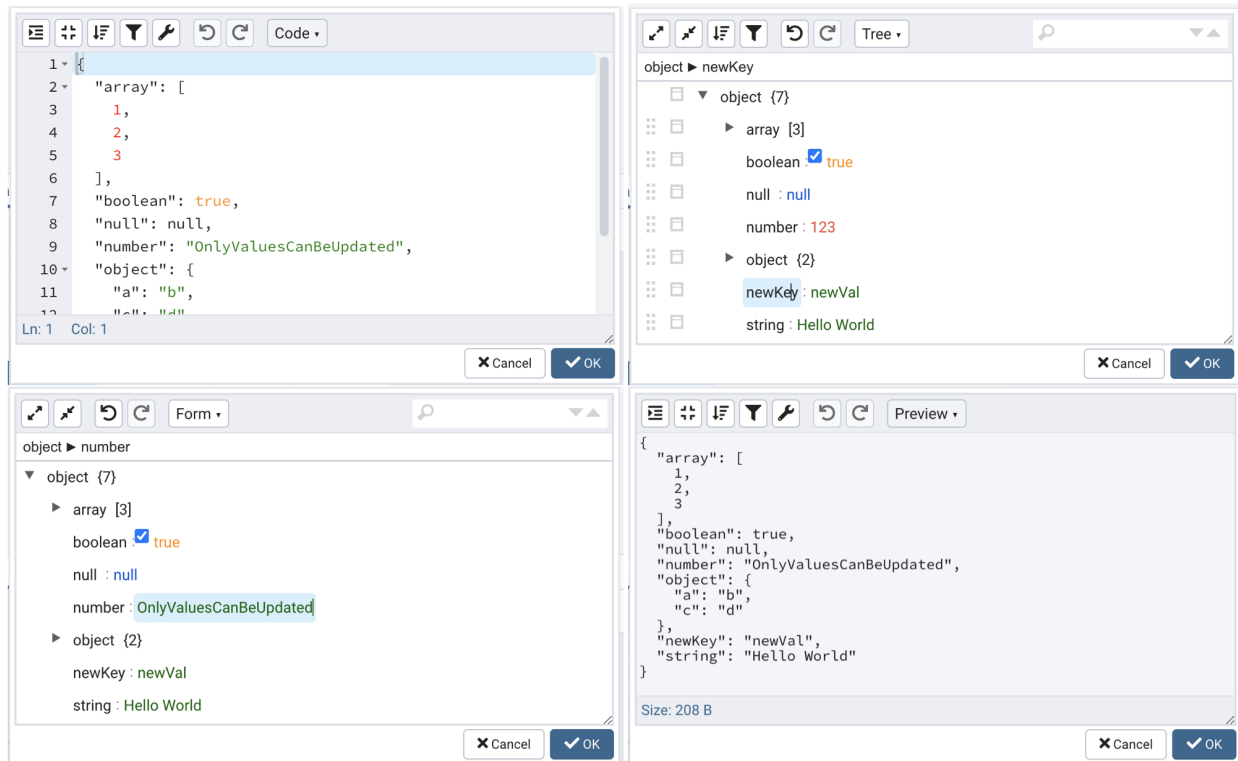 Code
1 {
2 "array": [
3 1,
4 2,
5 3
6 ],
7 "boolean": true,
8 "null": null,
9 "number": "OnlyValuesCanBeUpdated",
10 "object": {
11 "a": "b",
12 "c": "d"
Ln: 1 Col: 1
Cancel OK
Tree
object ► newKey
object {7}
array [3]
boolean : true
null : null
number : 123
object {2}
newKey : newVal
string : Hello World
Cancel OK
Form
object ► number
object {7}
array [3]
boolean : true
null : null
number : OnlyValuesCanBeUpdated
object {2}
newKey : newVal
string : Hello World
Cancel OK
Preview
{
"array": [
1,
2,
3
],
"boolean": true,
"null": null,
"number": "OnlyValuesCanBeUpdated",
"object": {
"a": "b",
"c": "d"
},
"newKey": "newVal",
"string": "Hello World"
}
Size: 208 B
Cancel OK